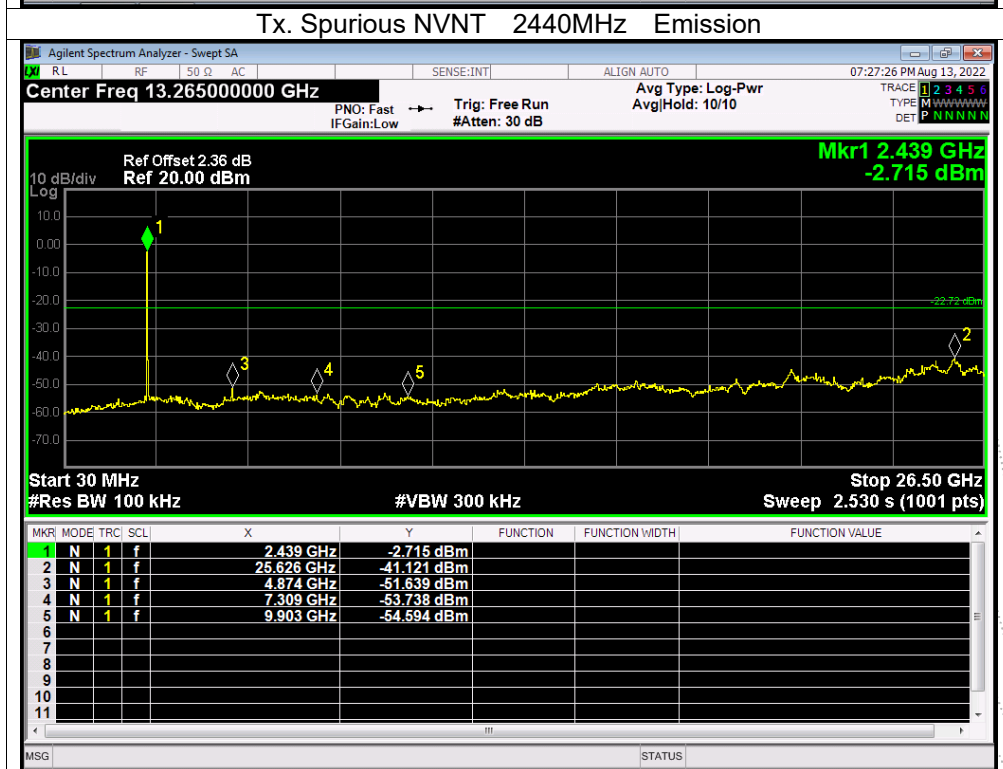 Tx. Spurious NVNT 2440MHz Emission
Agilent Spectrum Analyzer - Swept SA
LXI RL RF 50 Ω AC SENSE:INT ALIGN AUTO 07:27:26 PM Aug 13, 2022
Center Freq 13.265000000 GHz Avg Type: Log-Pwr TRACE 1 2 3 4 5 6
PNO: Fast Trig: Free Run Avg|Hold: 10/10 TYPE M WWWWW
IFGain:Low #Atten: 30 dB DET P N N N N N
Mkr1 2.439 GHz
Ref Offset 2.36 dB
10 dB/div Ref 20.00 dBm -2.715 dBm
Log
10.0
1
0.00
-10.0
-20.0 -22.72 dBm
-30.0
2
-40.0
3 4 5
-50.0
-60.0
-70.0
Start 30 MHz Stop 26.50 GHz
#Res BW 100 kHz #VBW 300 kHz Sweep 2.530 s (1001 pts)
MKR MODE TRC SCL X Y FUNCTION FUNCTION WIDTH FUNCTION VALUE
1 N 1 f 2.439 GHz -2.715 dBm
2 N 1 f 25.626 GHz -41.121 dBm
3 N 1 f 4.874 GHz -51.639 dBm
4 N 1 f 7.309 GHz -53.738 dBm
5 N 1 f 9.903 GHz -54.594 dBm
6
7
8
9
10
11
MSG STATUS